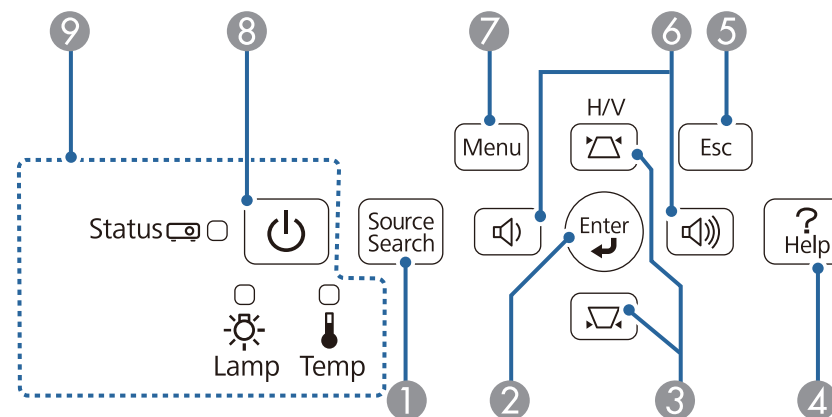 9
8
7
6
5
H/V
Menu
Esc
Status
Source
Search
Enter
?
Help
Lamp
Temp
1
2
3
4